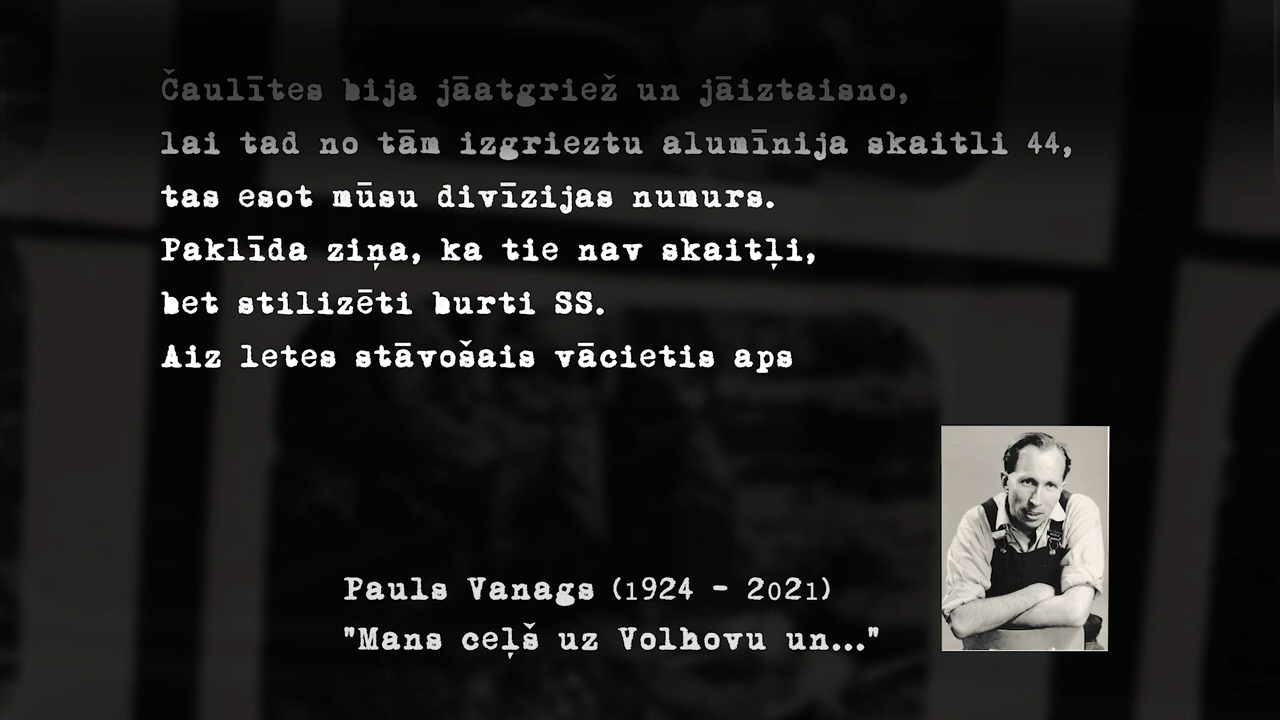 Čaulītes bija jāatgriež un jāiztaisno,
lai tad no tām izgrieztu alumīnija skaitli 44,
tas esot mūsu divīzijas numurs.
Paklīda ziņa, ka tie nav skaitļi,
bet stilizēti burti SS.
Aiz letes stāvošais vācietis aps
Pauls Vanags (1924 - 2021)
"Mans ceļš uz Volhovu un..."